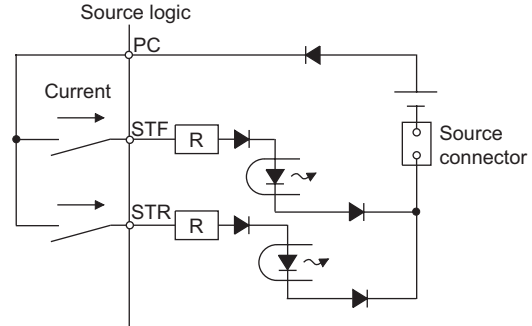 Source logic
PC
Current
STF
R
Source
connector
STR
R